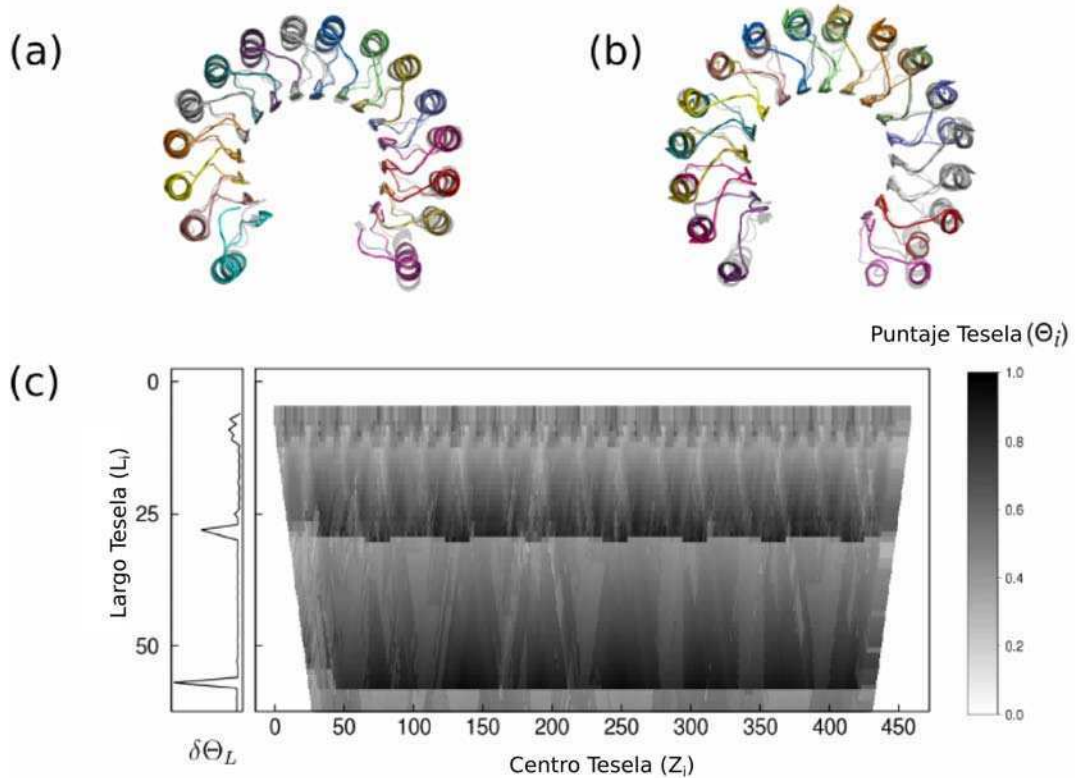 (a)
(b)
Puntaje Tesela (Θi)
(c)
0
25
50
Largo Tesela (Li)
δΘL
1.0
0.8
0.6
0.4
0.2
0.0
0 50 100 150 200 250 300 350 400 450
Centro Tesela (Zi)